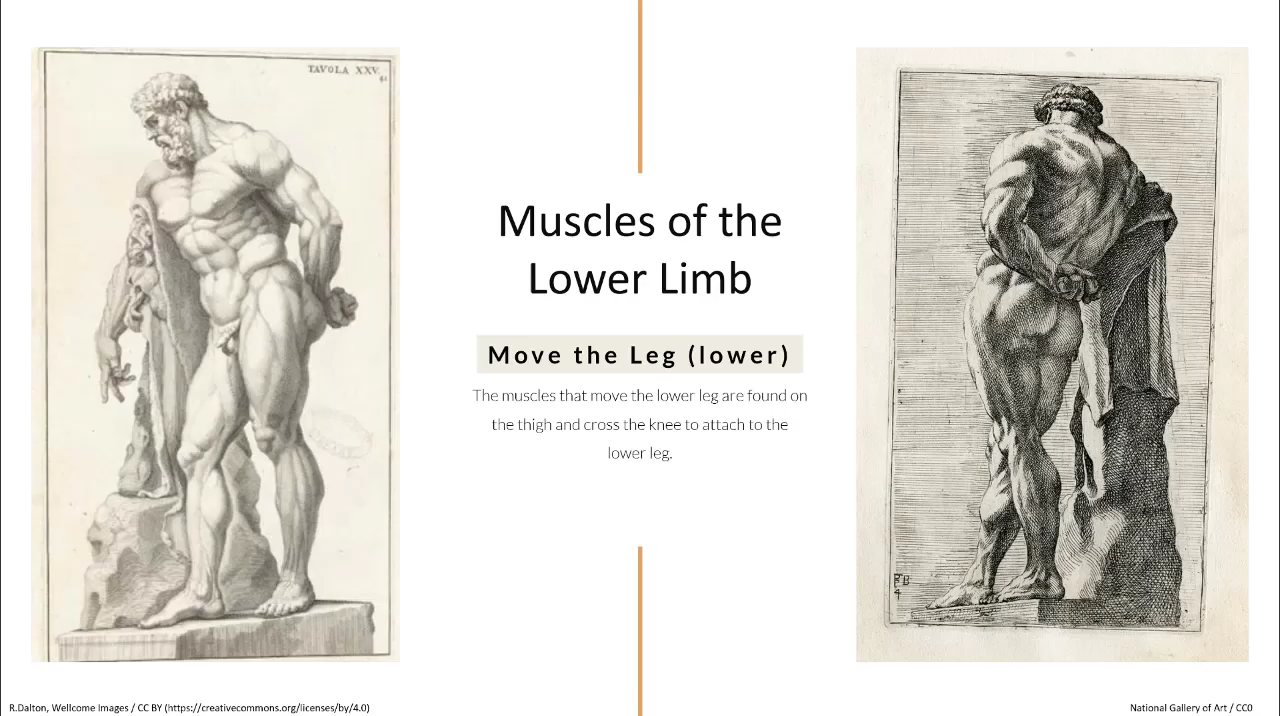 TAVOLA XXV.
41
Muscles of the
Lower Limb
Move the Leg (lower)
The muscles that move the lower leg are found on
the thigh and cross the knee to attach to the
lower leg.
4
R.Dalton, Wellcome Images / CC BY (https://creativecommons.org/licenses/by/4.0)
National Gallery of Art / CC0